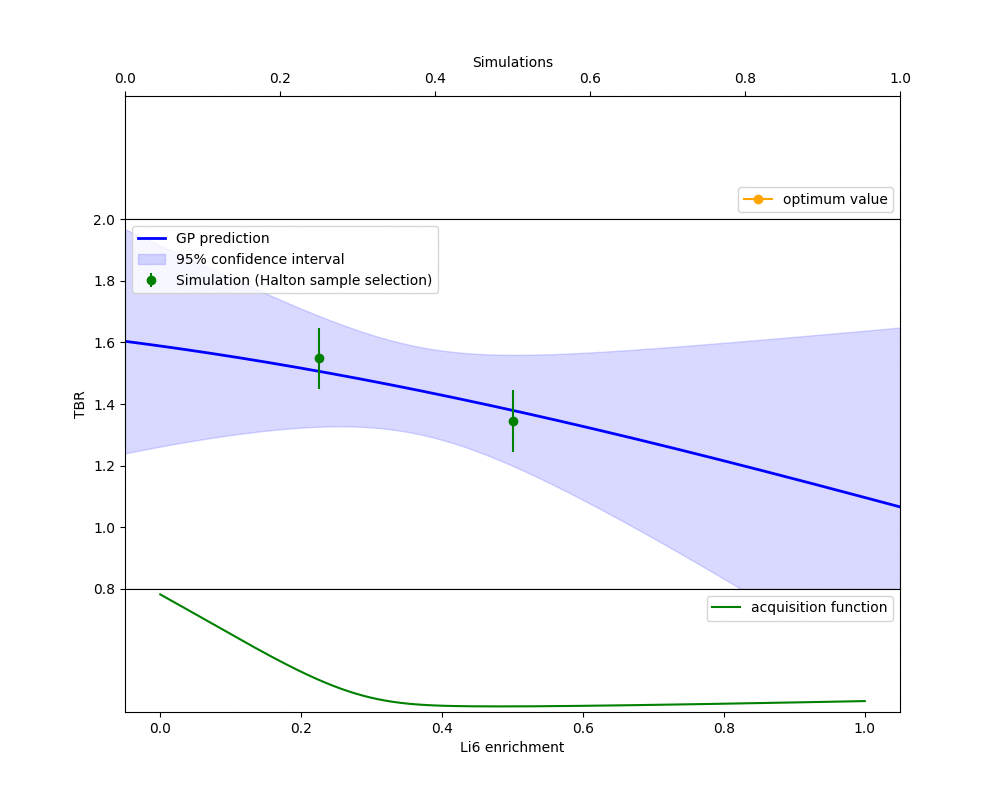 Simulations
0.0 0.2 0.4 0.6 0.8 1.0
optimum value
2.0
1.8
1.6
1.4
1.2
1.0
0.8
TBR
GP prediction
95% confidence interval
Simulation (Halton sample selection)
acquisition function
0.0 0.2 0.4 0.6 0.8 1.0
Li6 enrichment